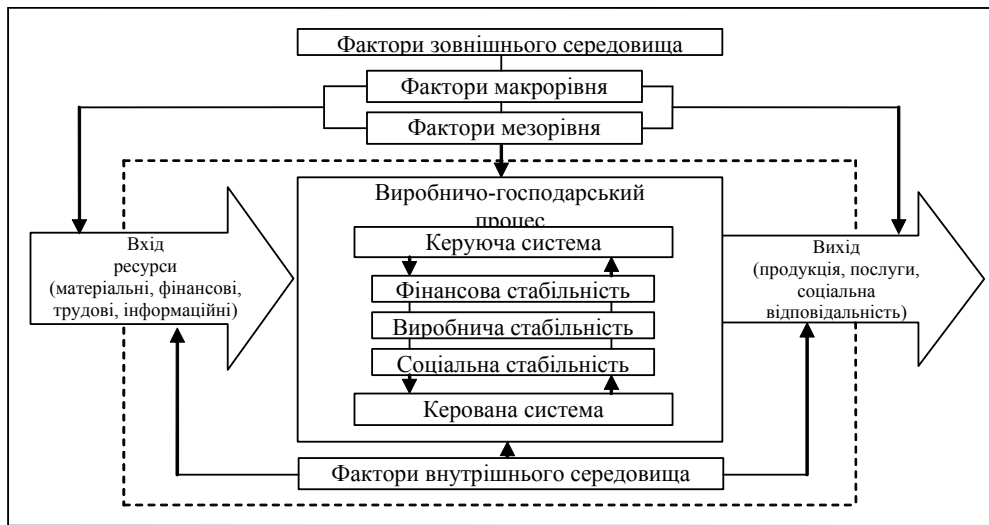 Фактори зовнішнього середовища
Фактори макрорівня
Фактори мезорівня
Виробничо-господарський
процес
Вхід
ресурси
(матеріальні, фінансові,
трудові, інформаційні)
Керуюча система
Фінансова стабільність
Виробнича стабільність
Соціальна стабільність
Керована система
Вихід
(продукція, послуги,
соціальна
відповідальність)
Фактори внутрішнього середовища